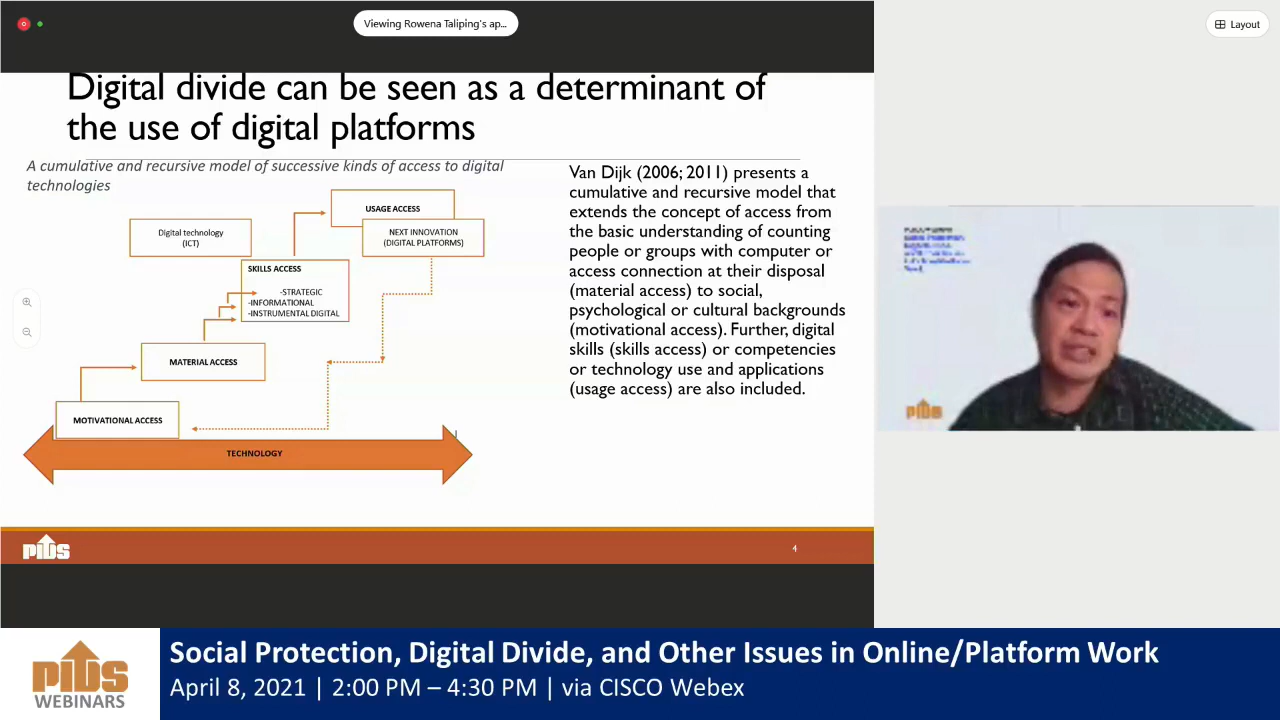 Viewing Rowena Taliping's ap...
Layout
Digital divide can be seen as a determinant of
the use of digital platforms
A cumulative and recursive model of successive kinds of access to digital
technologies
USAGE ACCESS
Digital technology
(ICT)
NEXT INNOVATION
(DIGITAL PLATFORMS)
SKILLS ACCESS
-STRATEGIC
-INFORMATIONAL
-INSTRUMENTAL DIGITAL
MATERIAL ACCESS
MOTIVATIONAL ACCESS
TECHNOLOGY
Van Dijk (2006; 2011) presents a
cumulative and recursive model that
extends the concept of access from
the basic understanding of counting
people or groups with computer or
access connection at their disposal
(material access) to social,
psychological or cultural backgrounds
(motivational access). Further, digital
skills (skills access) or competencies
or technology use and applications
(usage access) are also included.
PIDS
4
PIDS
PIDS
WEBINARS
Social Protection, Digital Divide, and Other Issues in Online/Platform Work
April 8, 2021 | 2:00 PM – 4:30 PM | via CISCO Webex